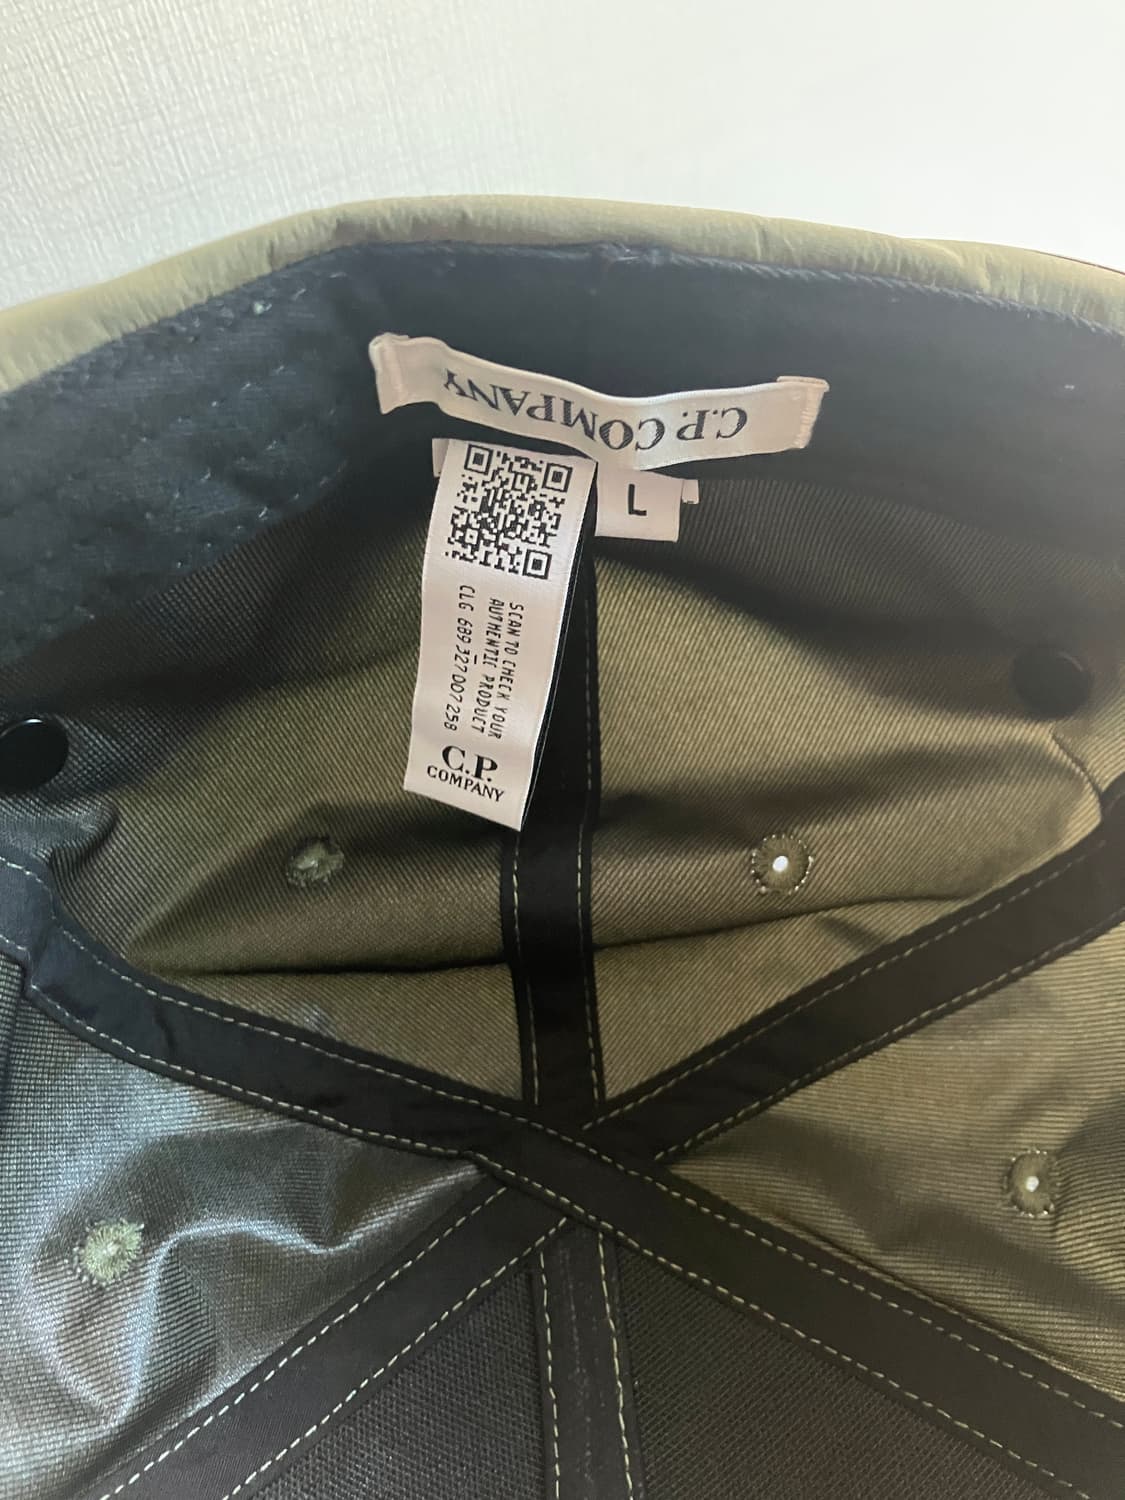 C.P. COMPANY
L
SCAN TO CHECK YOUR
AUTHENTIC PRODUCT
CLG 689 327 007 258
C.P.
COMPANY